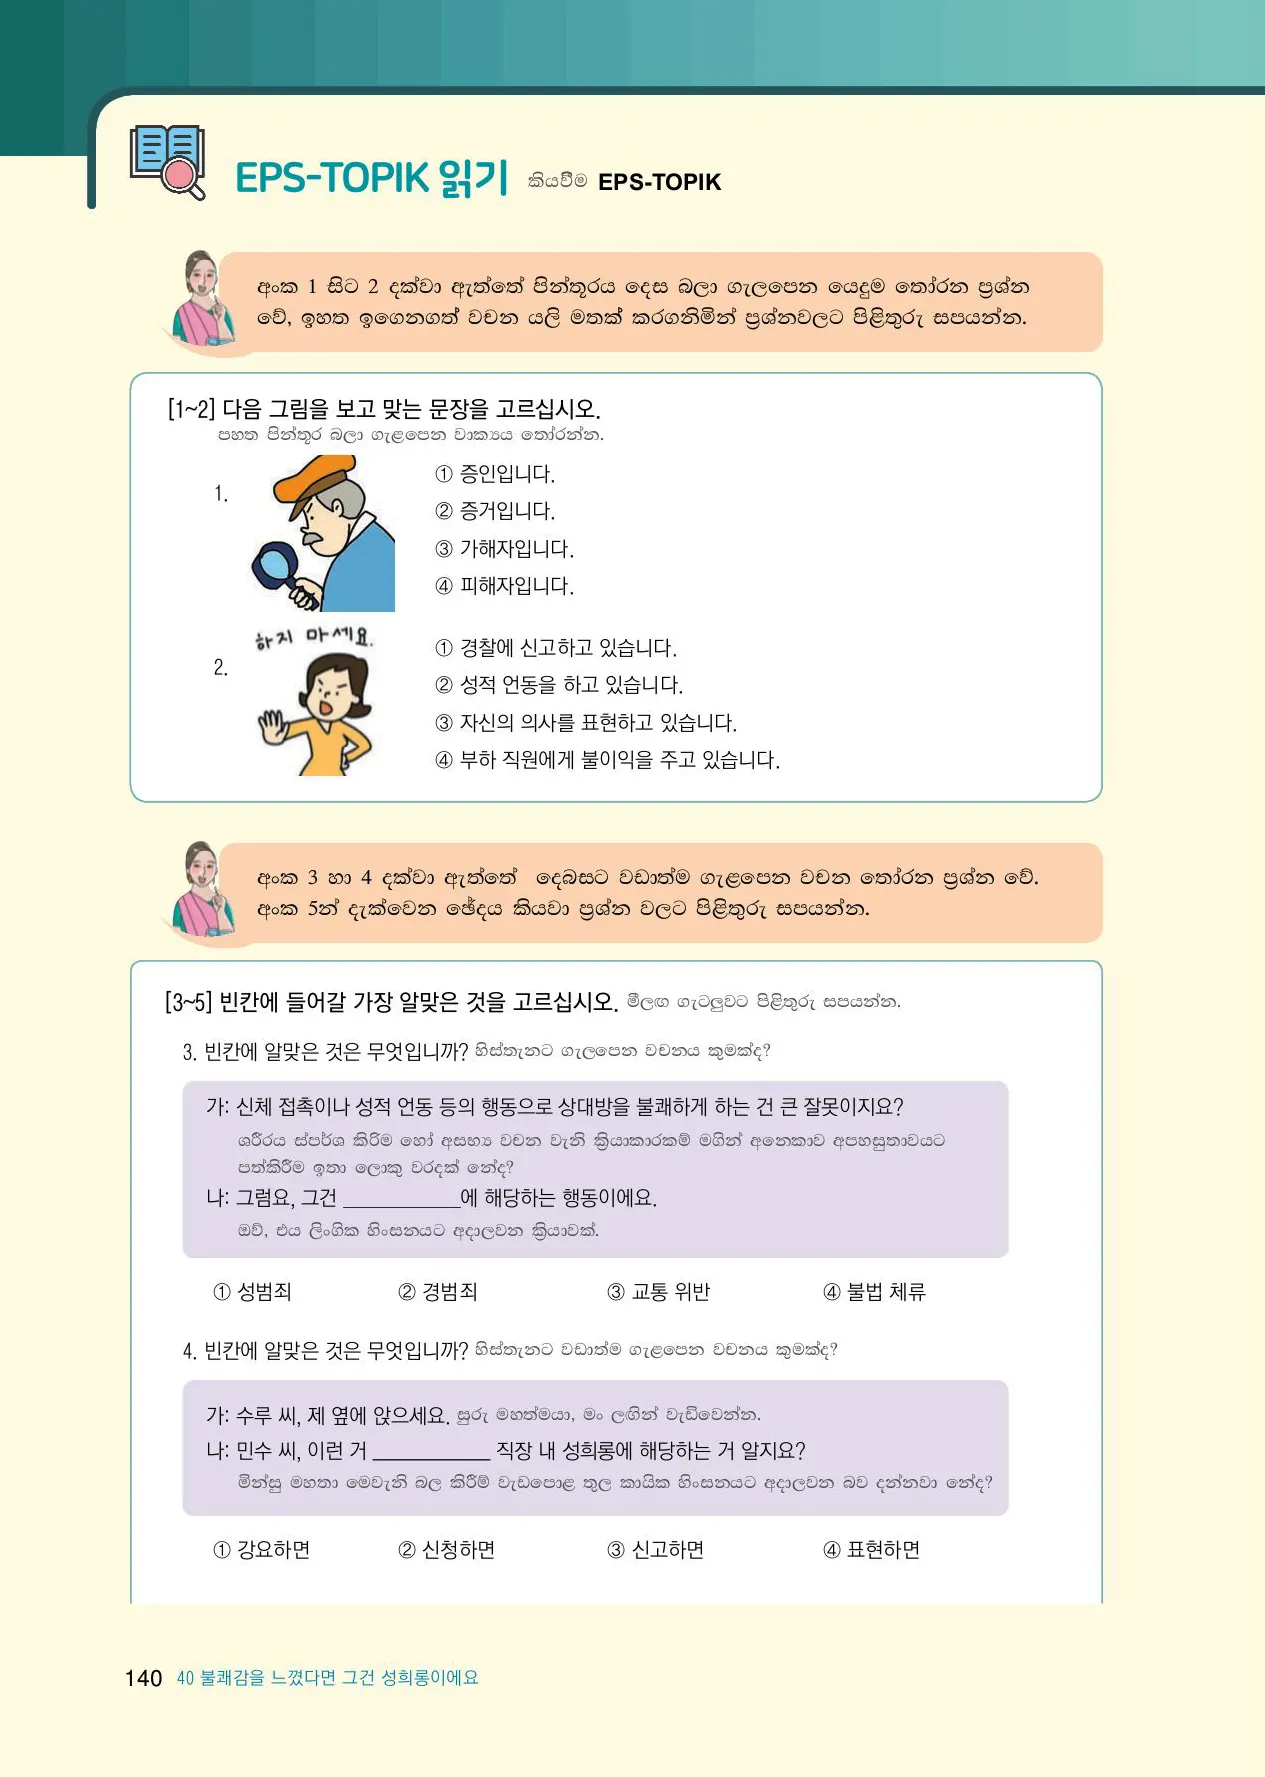 EPS-TOPIK 읽기 කියවීම EPS-TOPIK
අංක 1 සිට 2 දක්වා ඇත්තේ පින්තූරය දෙස බලා ගැලපෙන යෙදුම තෝරන ප්‍රශ්න
වේ, ඉහත ඉගෙනගත් වචන යලි මතක් කරගනිමින් ප්‍රශ්නවලට පිළිතුරු සපයන්න.
[1~2] 다음 그림을 보고 맞는 문장을 고르십시오.
පහත පින්තූර බලා ගැළපෙන වාක්‍යය තෝරන්න.
1.
① 증인입니다.
② 증거입니다.
③ 가해자입니다.
④ 피해자입니다.
하지 마세요.
2.
① 경찰에 신고하고 있습니다.
② 성적 언동을 하고 있습니다.
③ 자신의 의사를 표현하고 있습니다.
④ 부하 직원에게 불이익을 주고 있습니다.
අංක 3 හා 4 දක්වා ඇත්තේ දෙබසට වඩාත්ම ගැළපෙන වචන තෝරන ප්‍රශ්න වේ.
අංක 5න් දැක්වෙන ඡේදය කියවා ප්‍රශ්න වලට පිළිතුරු සපයන්න.
[3~5] 빈칸에 들어갈 가장 알맞은 것을 고르십시오. මීලඟ ගැටලුවට පිළිතුරු සපයන්න.
3. 빈칸에 알맞은 것은 무엇입니까? හිස්තැනට ගැලපෙන වචනය කුමක්ද?
가: 신체 접촉이나 성적 언동 등의 행동으로 상대방을 불쾌하게 하는 건 큰 잘못이지요?
ශරීරය ස්පර්ශ කිරීම හෝ අසභ්‍ය වචන වැනි ක්‍රියාකාරකම් මගින් අනෙකාව අපහසුතාවයට
පත්කිරීම ඉතා ලොකු වරදක් නේද?
나: 그럼요, 그건 ____________에 해당하는 행동이에요.
ඔව්, එය ලිංගික හිංසනයට අදාලවන ක්‍රියාවක්.
① 성범죄 ② 경범죄 ③ 교통 위반 ④ 불법 체류
4. 빈칸에 알맞은 것은 무엇입니까? හිස්තැනට වඩාත්ම ගැළපෙන වචනය කුමක්ද?
가: 수루 씨, 제 옆에 앉으세요. සුරු මහත්මයා, මං ලඟින් වැඩිවෙන්න.
나: 민수 씨, 이런 거 ____________ 직장 내 성희롱에 해당하는 거 알지요?
මින්සු මහතා මෙවැනි බල කිරීම් වැඩපොළ තුල කායික හිංසනයට අදාලවන බව දන්නවා නේද?
① 강요하면 ② 신청하면 ③ 신고하면 ④ 표현하면
140 40 불쾌감을 느꼈다면 그건 성희롱이에요